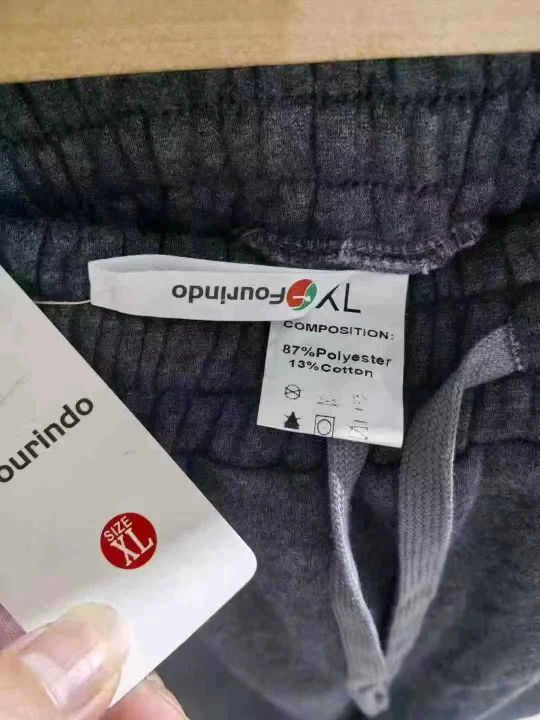 Fourindo
XL
COMPOSITION:
87%Polyester
13%Cotton
ourindo
SIZE
XL